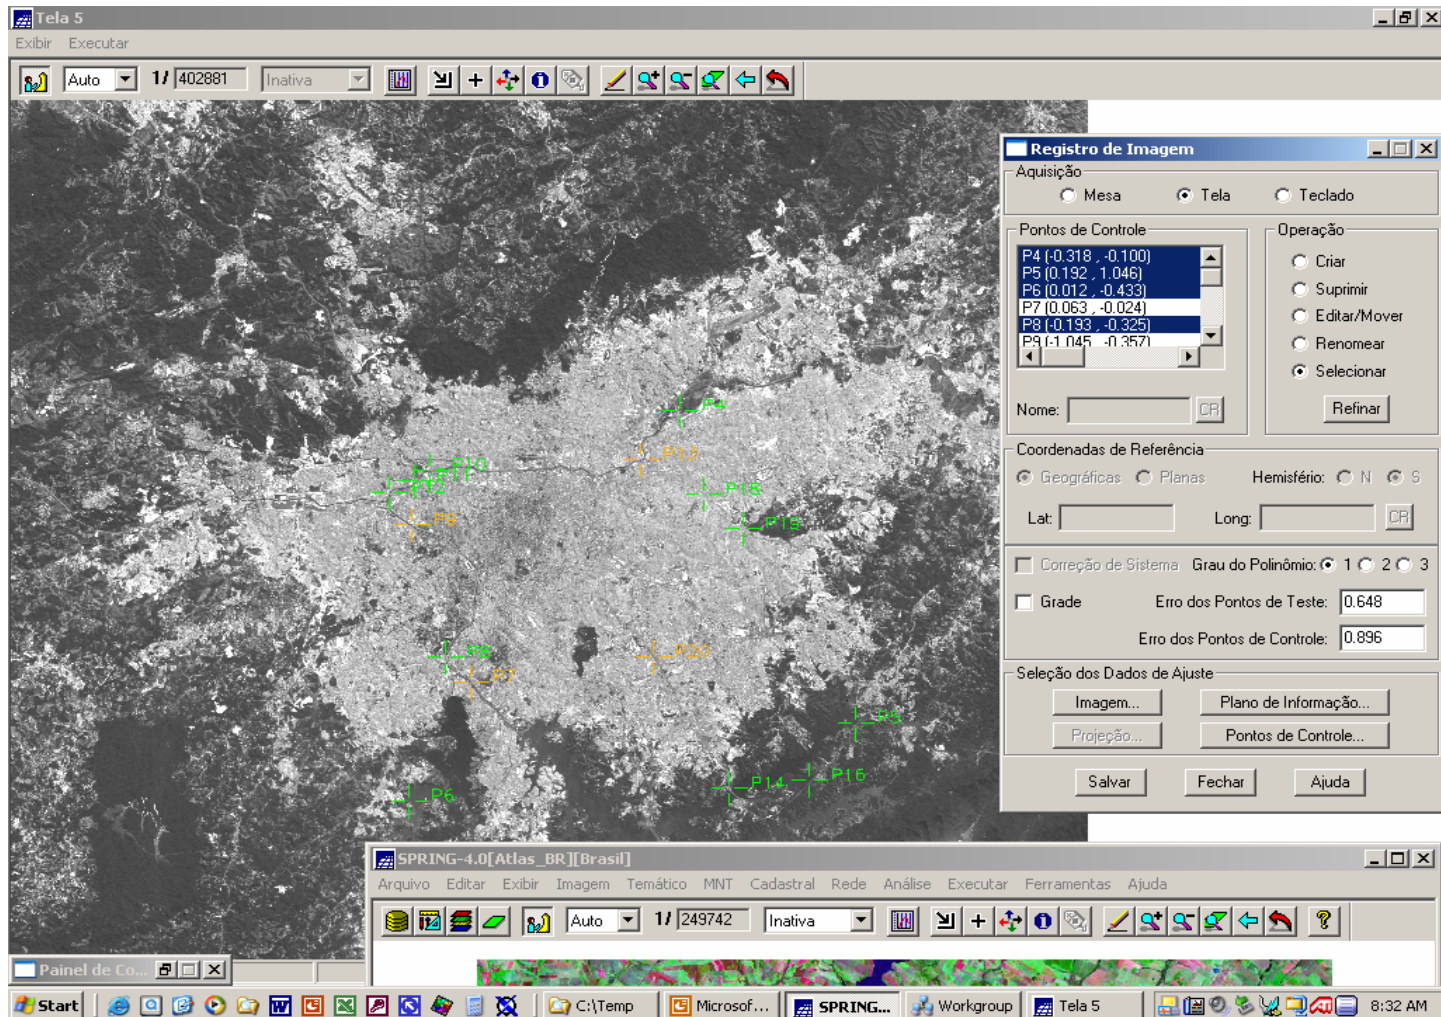 Tela 5
Exibir Executar
Auto 1/ 402881 Inativa
Registro de Imagem
Aquisição
Mesa Tela Teclado
Pontos de Controle
P4 (-0.318 , -0.100)
P5 (0.192 , 1.046)
P6 (0.012 , -0.433)
P7 (0.063 , -0.024)
P8 (-0.193 , -0.325)
P9 (-1.045 , -0.357)
Operação
Criar
Suprimir
Editar/Mover
Renomear
Selecionar
Nome: CR Refinar
Coordenadas de Referência
Geográficas Planas Hemisfério: N S
Lat: Long: CR
Correção de Sistema Grau do Polinômio: 1 2 3
Grade Erro dos Pontos de Teste: 0.648
Erro dos Pontos de Controle: 0.896
Seleção dos Dados de Ajuste
Imagem... Plano de Informação...
Projeção... Pontos de Controle...
Salvar Fechar Ajuda
P4
P13
P10
P12
P18
P9
P19
P8
P20
P7
P5
P14
P16
P6
SPRING-4.0[Atlas_BR][Brasil]
Arquivo Editar Exibir Imagem Temático MNT Cadastral Rede Análise Executar Ferramentas Ajuda
Auto 1/ 249742 Inativa
Painel de Co...
Start C:\Temp Microsof... SPRING... Workgroup Tela 5 8:32 AM